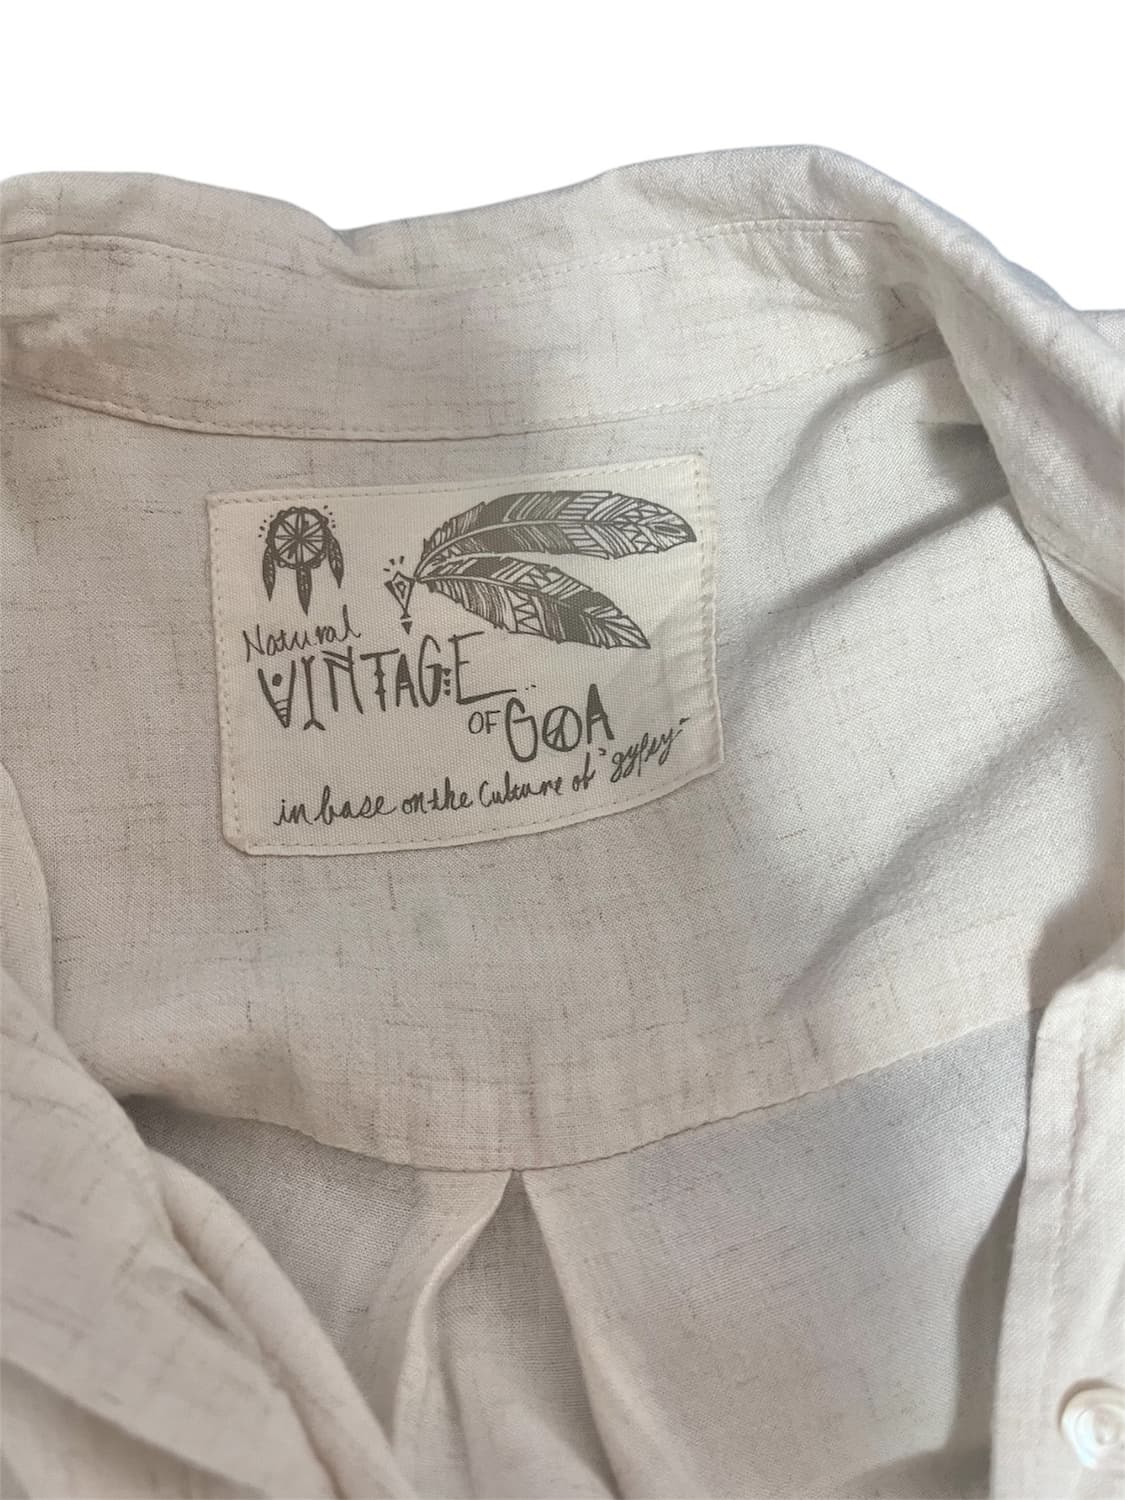 Natural
VINTAGE
OF GOA
in base on the Culture of "gypsy"